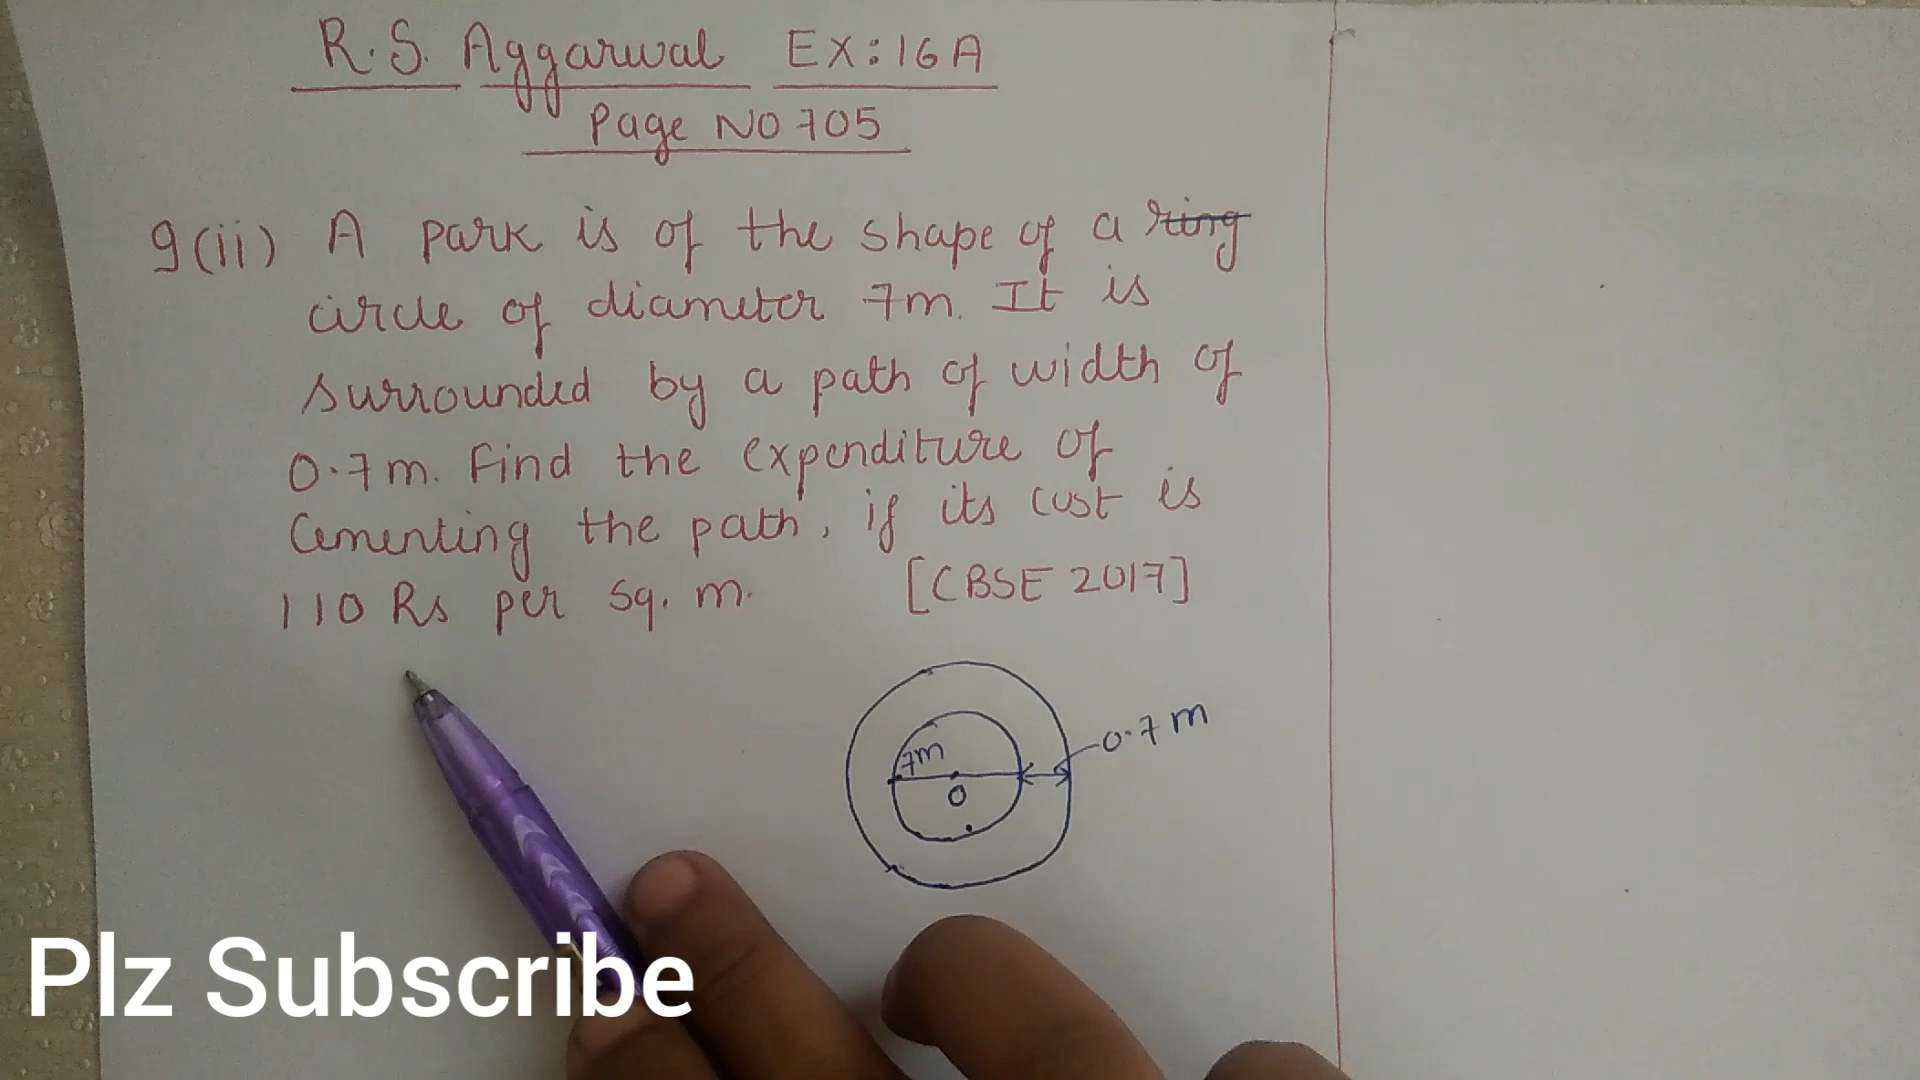 R.S. Aggarwal EX:16A
Page No 705
9(ii) A park is of the shape of a ring
circle of diameter 7m. It is
surrounded by a path of width of
0.7m. Find the expenditure of
Cementing the path, if its cost is
110 Rs per sq. m. [CBSE 2017]
0.7 m
7m
O
Plz Subscribe